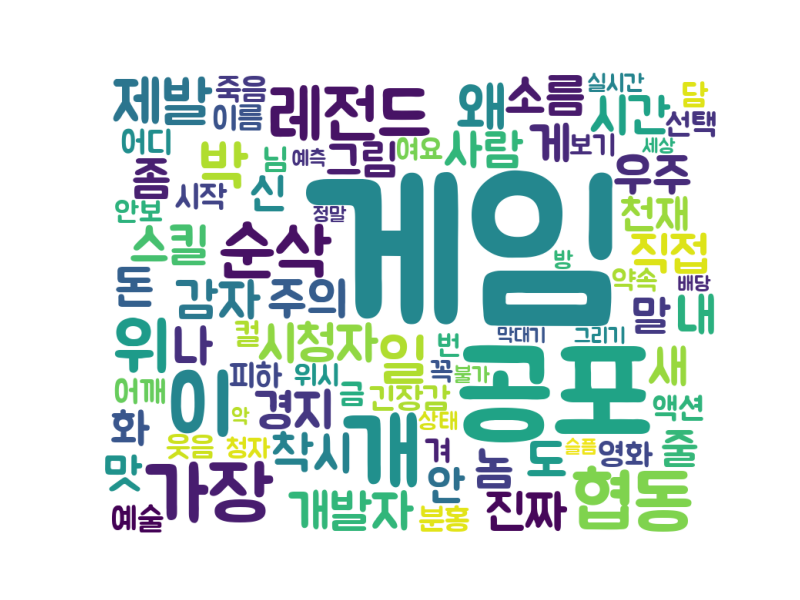 제발
죽음
이름
레전드
왜
소름
실시간
시간
담
선택
어디
박
님
예측
그림
여요
사람
게
보기
세상
좀
시작
신
정말
게임
우주
안보
스킬
순삭
천재
직접
방
약속
배당
돈
감자
주의
말
내
막대기
그리기
위
나
컬
시청자
일
번
공포
새
피하
위시
꼭
불가
어깨
이
악
경지
금
긴장감
액션
상태
화
웃음
청자
착시
개
겨
슬픔
영화
줄
맛
가장
안
놈
도
협동
예술
개발자
분홍
진짜